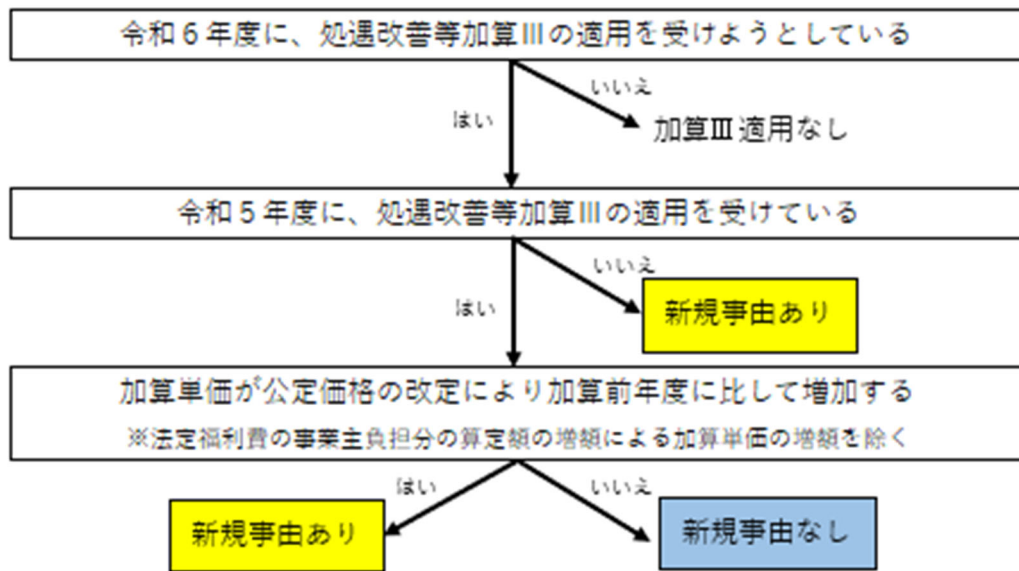 令和６年度に、処遇改善等加算Ⅲの適用を受けようとしている
いいえ
はい
加算Ⅲ適用なし
令和５年度に、処遇改善等加算Ⅲの適用を受けている
いいえ
はい
新規事由あり
加算単価が公定価格の改定により加算前年度に比して増加する
※法定福利費の事業主負担分の算定額の増額による加算単価の増額を除く
はい
いいえ
新規事由あり
新規事由なし